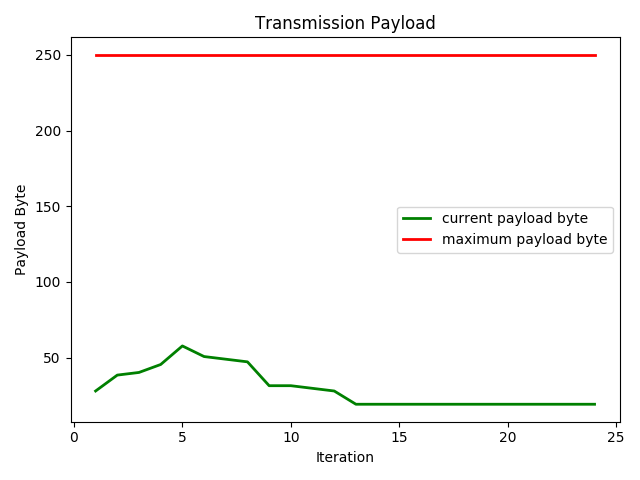 Transmission Payload
250
200
150
100
50
Payload Byte
current payload byte
maximum payload byte
0
5
10
15
20
25
Iteration